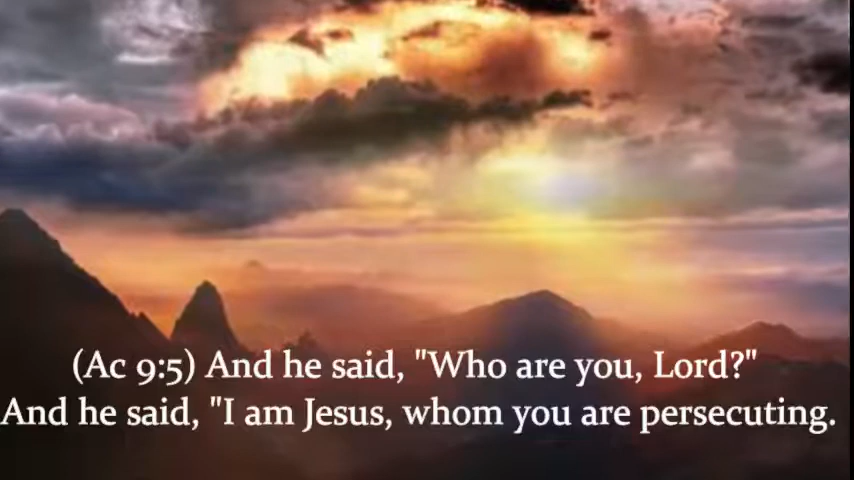 (Ac 9:5) And he said, "Who are you, Lord?"
And he said, "I am Jesus, whom you are persecuting.